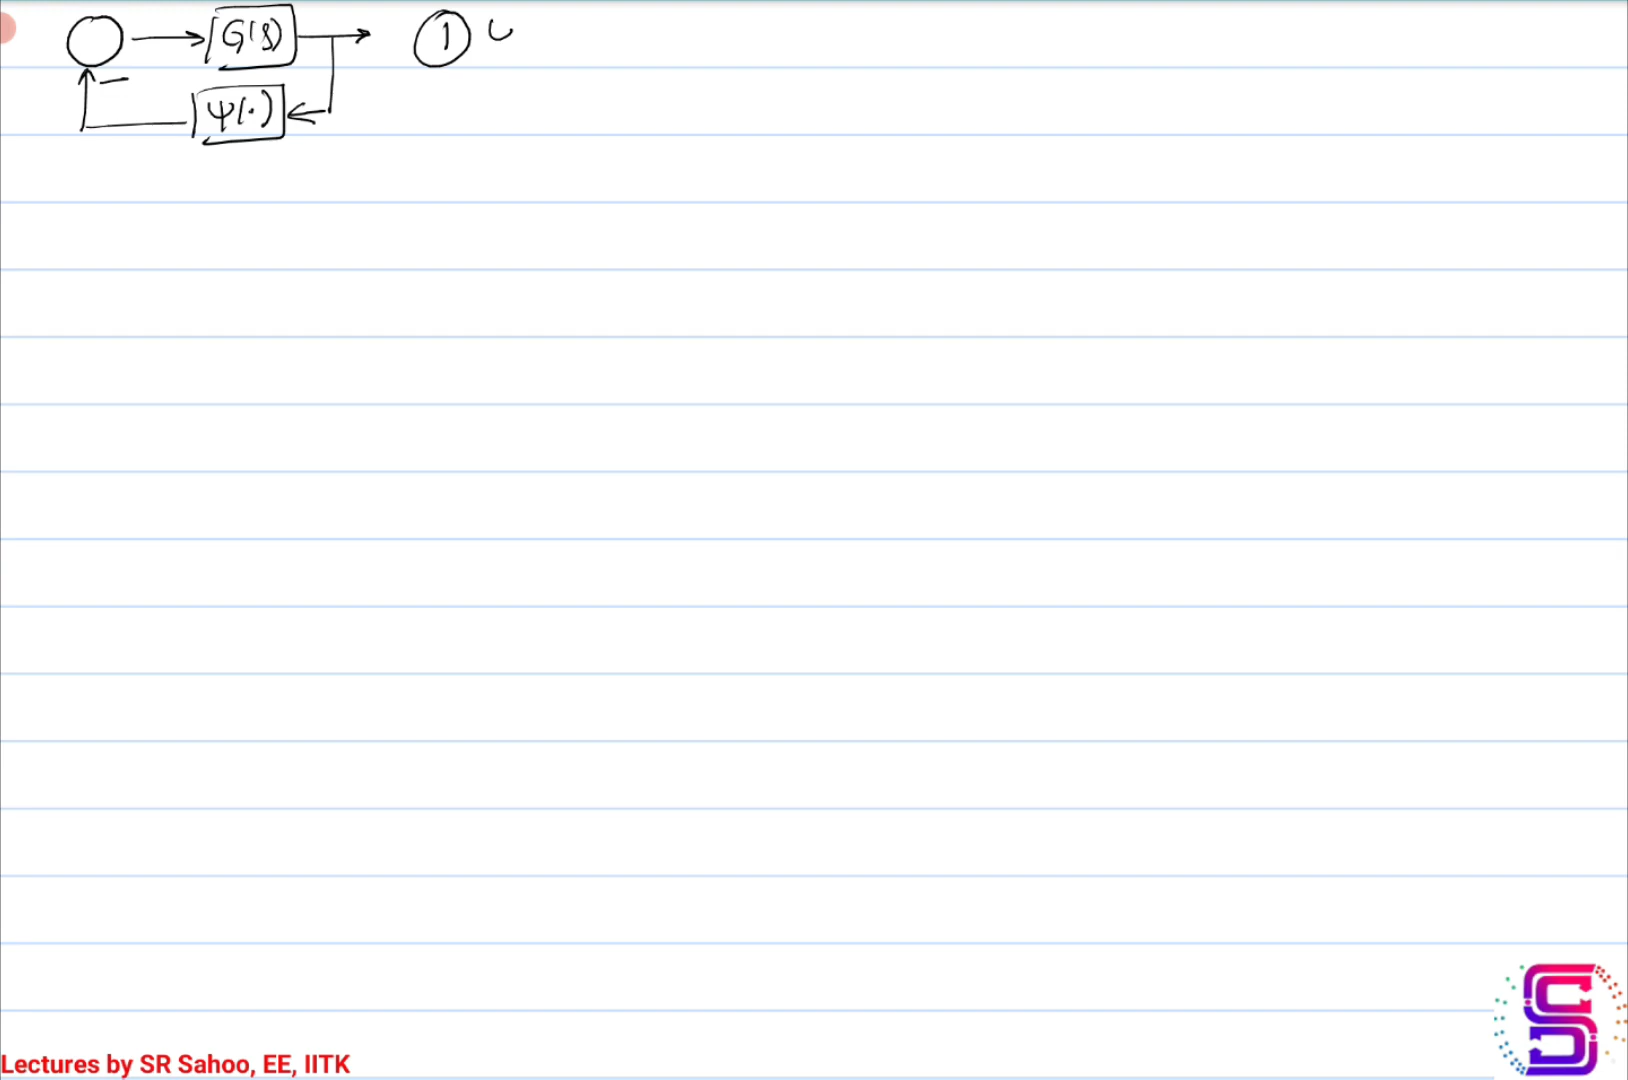 G(s) ①
−
ψ(·)
Lectures by SR Sahoo, EE, IITK